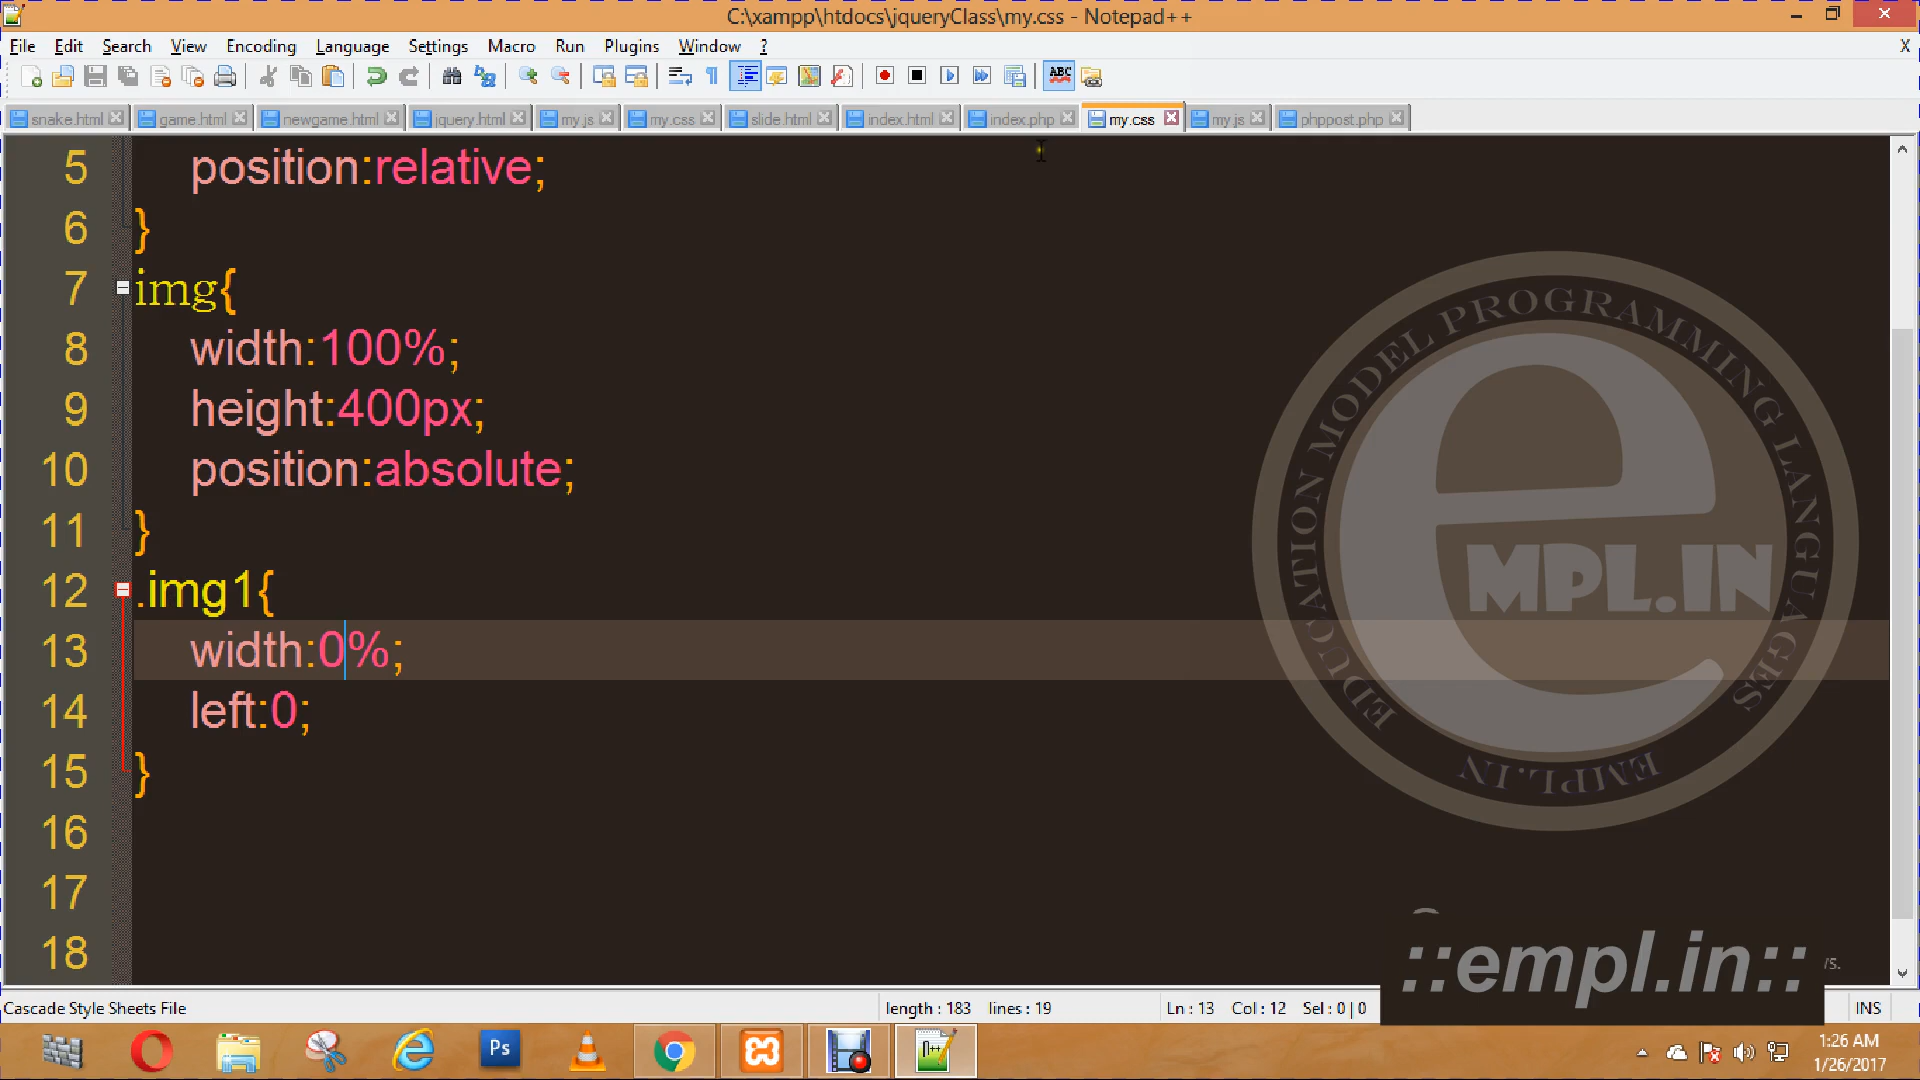 C:\xampp\htdocs\jqueryClass\my.css - Notepad++
File Edit Search View Encoding Language Settings Macro Run Plugins Window ? X
ABC
snake.html game.html newgame.html jquery.html my.js my.css slide.html index.html index.php my.css my.js phppost.php
5 position:relative;
6 }
7 img{
8 width:100%;
9 height:400px;
10 position:absolute;
11 }
12 .img1{
13 width:0%;
14 left:0;
15 }
16
17
18
EDUCATION MODEL PROGRAMMING LANGUAGES
EMPL.IN
eMPL.IN
::empl.in::
Cascade Style Sheets File length : 183 lines : 19 Ln : 13 Col : 12 Sel : 0 | 0 INS
Ps
1:26 AM
1/26/2017